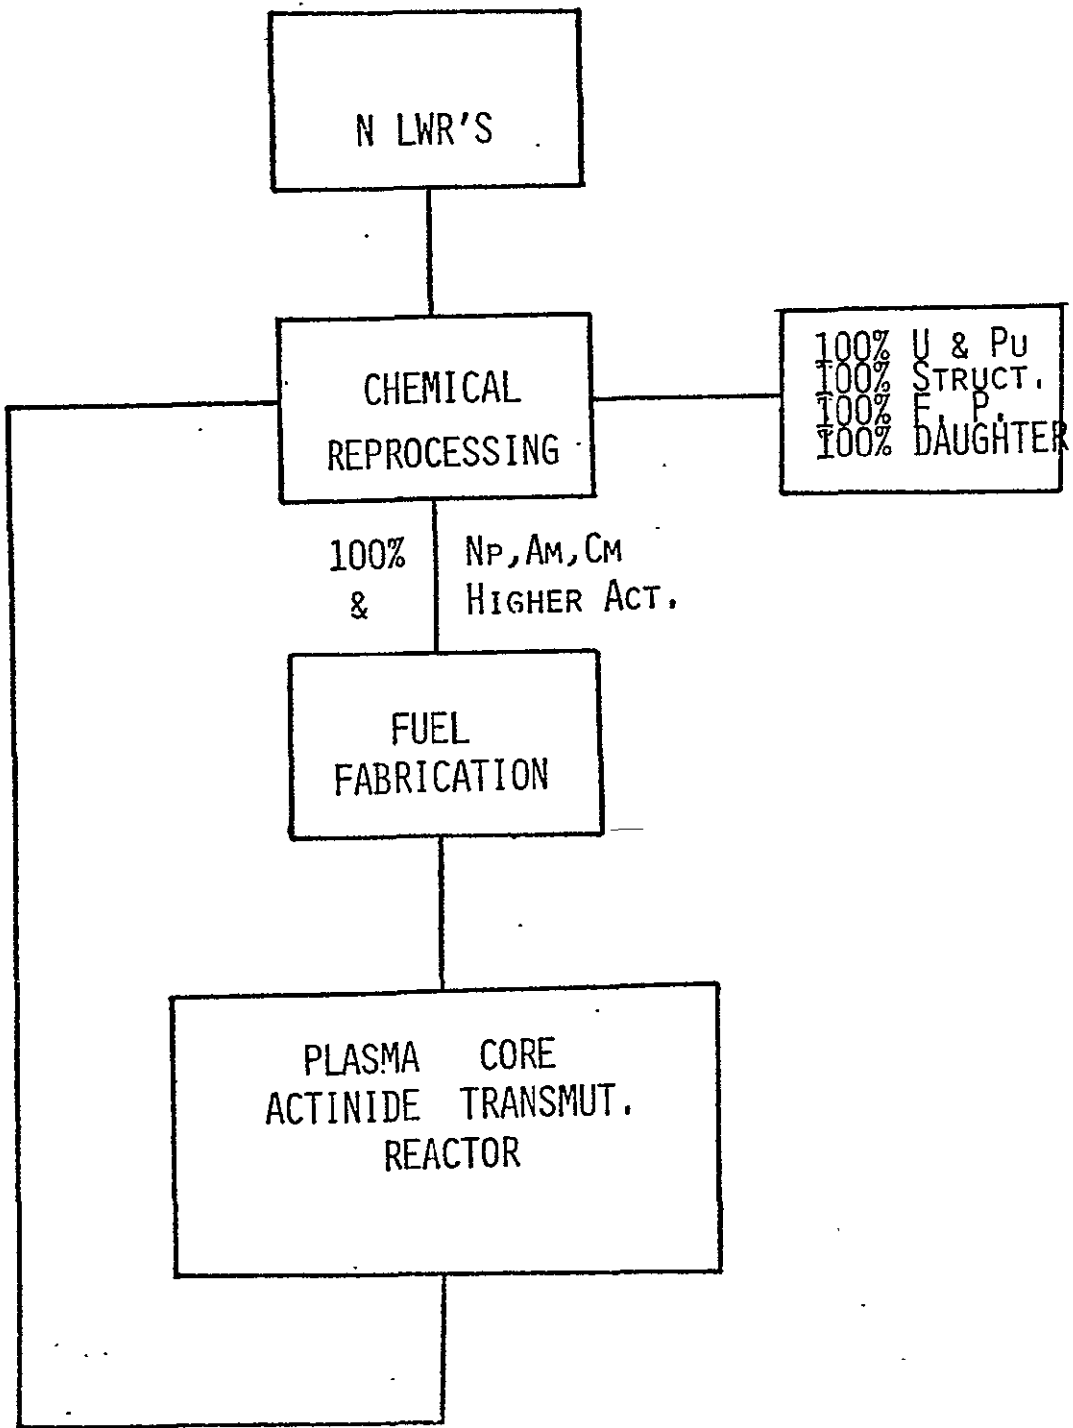 N LWR'S
CHEMICAL
REPROCESSING
100% U & PU
100% STRUCT.
100% F. P.
100% DAUGHTER
100% NP,AM,CM
& HIGHER ACT.
FUEL
FABRICATION
PLASMA CORE
ACTINIDE TRANSMUT.
REACTOR